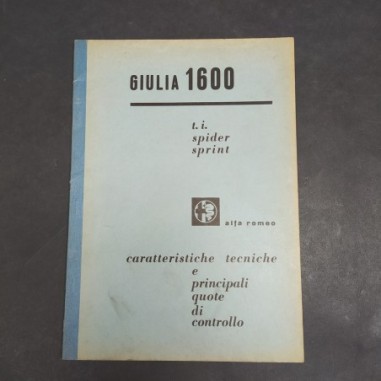 GIULIA 1600
t.i.
spider
sprint
alfa romeo
caratteristiche tecniche
e
principali
quote
di
controllo